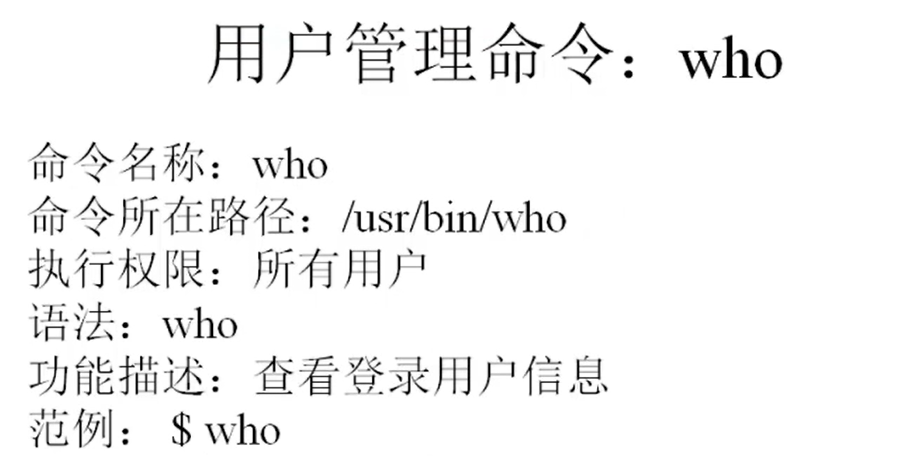 用户管理命令：who
命令名称：who
命令所在路径：/usr/bin/who
执行权限：所有用户
语法：who
功能描述：查看登录用户信息
范例： $ who